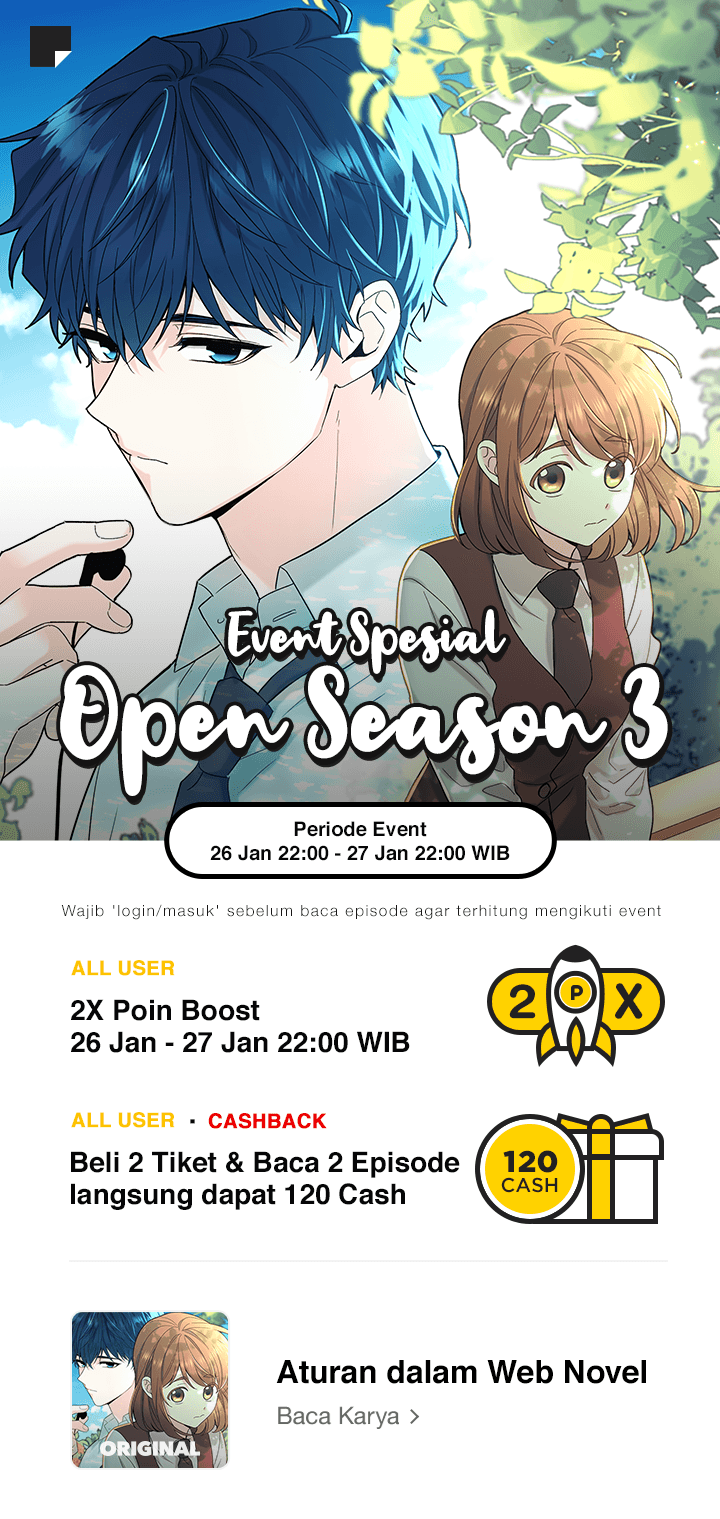 Event Spesial
Open Season 3
Periode Event
26 Jan 22:00 - 27 Jan 22:00 WIB
Wajib 'login/masuk' sebelum baca episode agar terhitung mengikuti event
ALL USER
2X Poin Boost
26 Jan - 27 Jan 22:00 WIB
2 P X
ALL USER · CASHBACK
Beli 2 Tiket & Baca 2 Episode
langsung dapat 120 Cash
120
CASH
ORIGINAL
Aturan dalam Web Novel
Baca Karya >